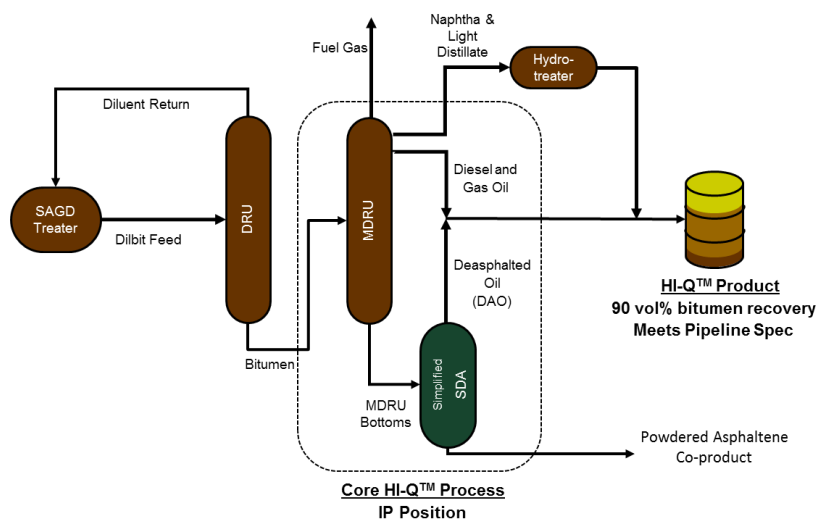 Fuel Gas
Naphtha &
Light
Distillate
Hydro-
treater
Diluent Return
SAGD
Treater
Dilbit Feed
DRU
MDRU
Diesel and
Gas Oil
Deasphalted
Oil
(DAO)
Bitumen
MDRU
Bottoms
Simplified
SDA
HI-Q™ Product
90 vol% bitumen recovery
Meets Pipeline Spec
Powdered Asphaltene
Co-product
Core HI-Q™ Process
IP Position